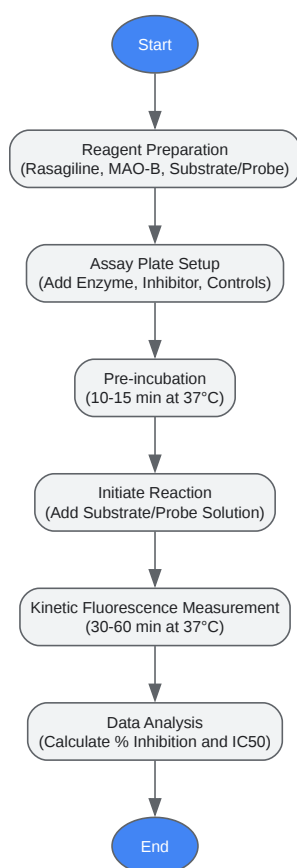 Start
Reagent Preparation
(Rasagiline, MAO-B, Substrate/Probe)
Assay Plate Setup
(Add Enzyme, Inhibitor, Controls)
Pre-incubation
(10-15 min at 37°C)
Initiate Reaction
(Add Substrate/Probe Solution)
Kinetic Fluorescence Measurement
(30-60 min at 37°C)
Data Analysis
(Calculate % Inhibition and IC50)
End